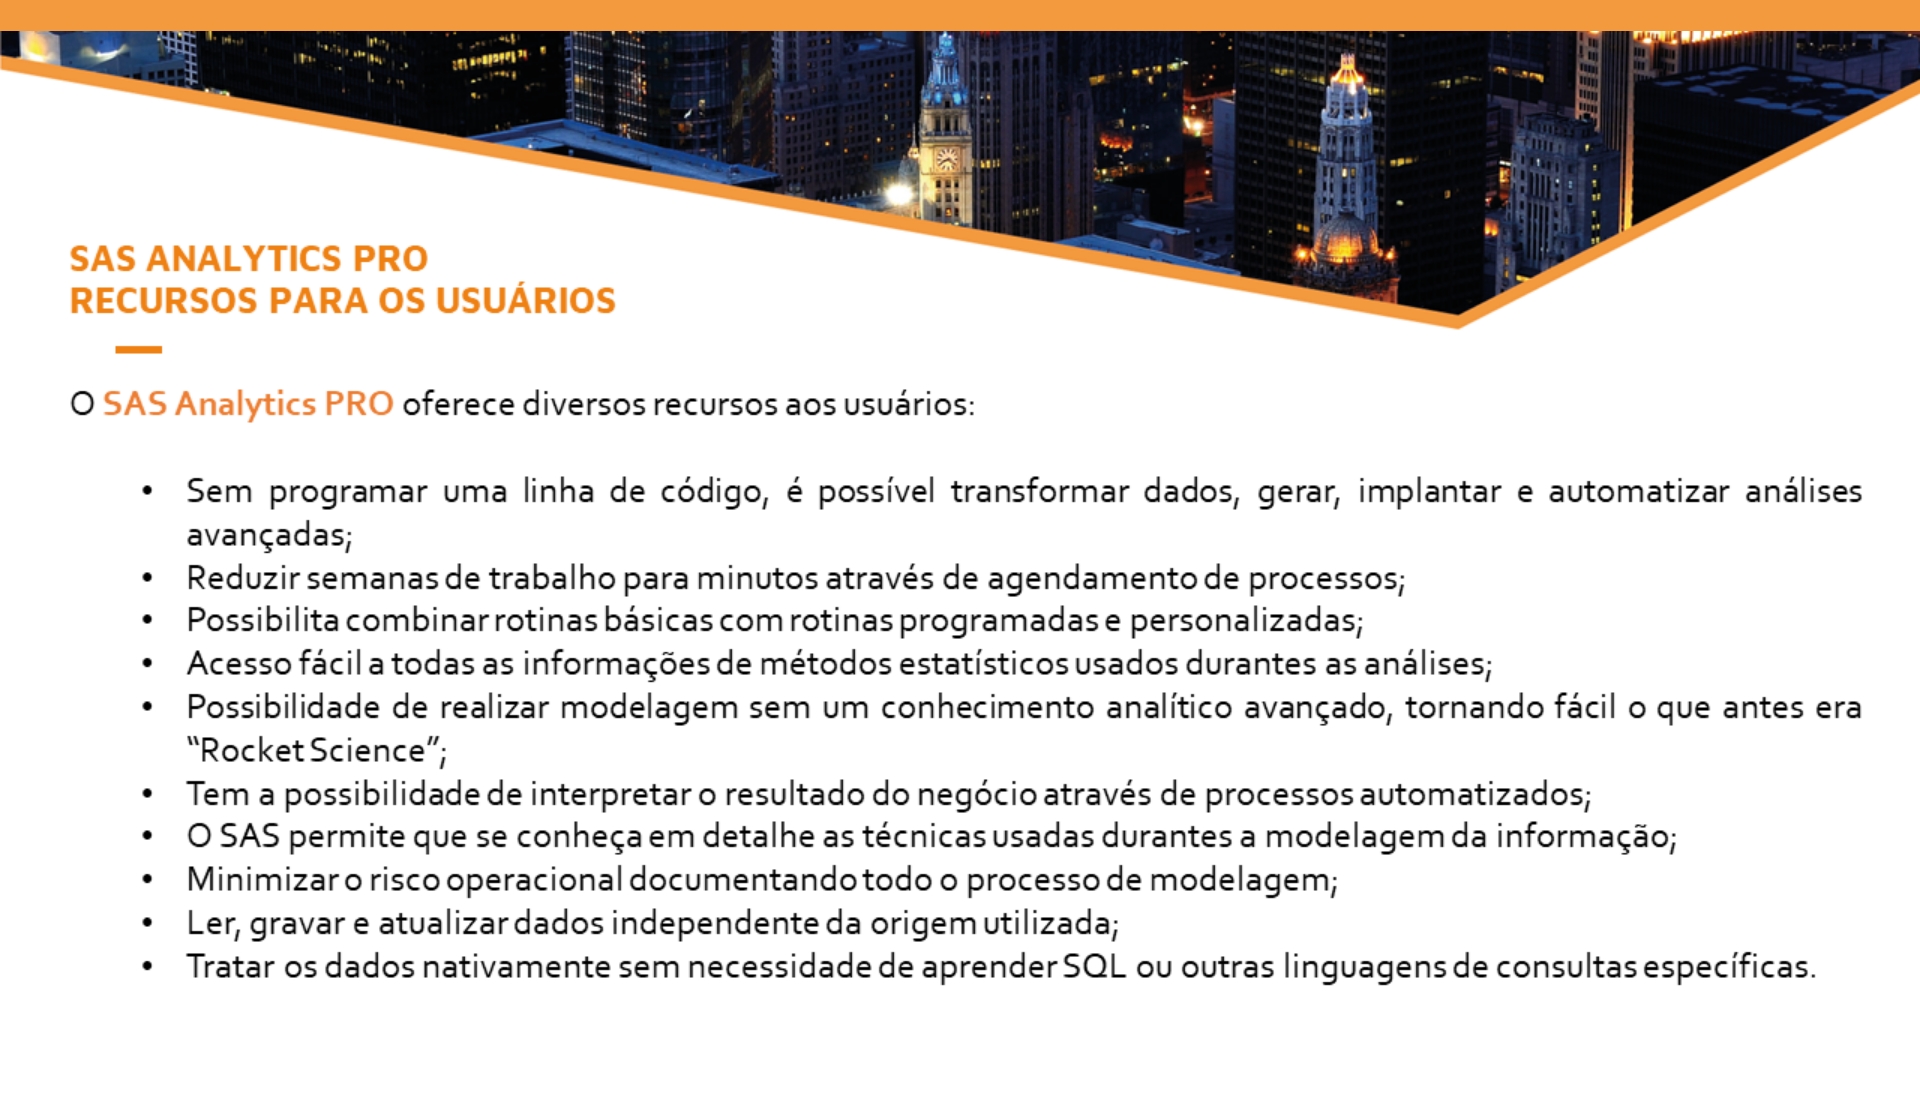 SAS ANALYTICS PRO
RECURSOS PARA OS USUÁRIOS
O SAS Analytics PRO oferece diversos recursos aos usuários:
• Sem programar uma linha de código, é possível transformar dados, gerar, implantar e automatizar análises
avançadas;
• Reduzir semanas de trabalho para minutos através de agendamento de processos;
• Possibilita combinar rotinas básicas com rotinas programadas e personalizadas;
• Acesso fácil a todas as informações de métodos estatísticos usados durantes as análises;
• Possibilidade de realizar modelagem sem um conhecimento analítico avançado, tornando fácil o que antes era
“Rocket Science”;
• Tem a possibilidade de interpretar o resultado do negócio através de processos automatizados;
• O SAS permite que se conheça em detalhe as técnicas usadas durantes a modelagem da informação;
• Minimizar o risco operacional documentando todo o processo de modelagem;
• Ler, gravar e atualizar dados independente da origem utilizada;
• Tratar os dados nativamente sem necessidade de aprender SQL ou outras linguagens de consultas específicas.